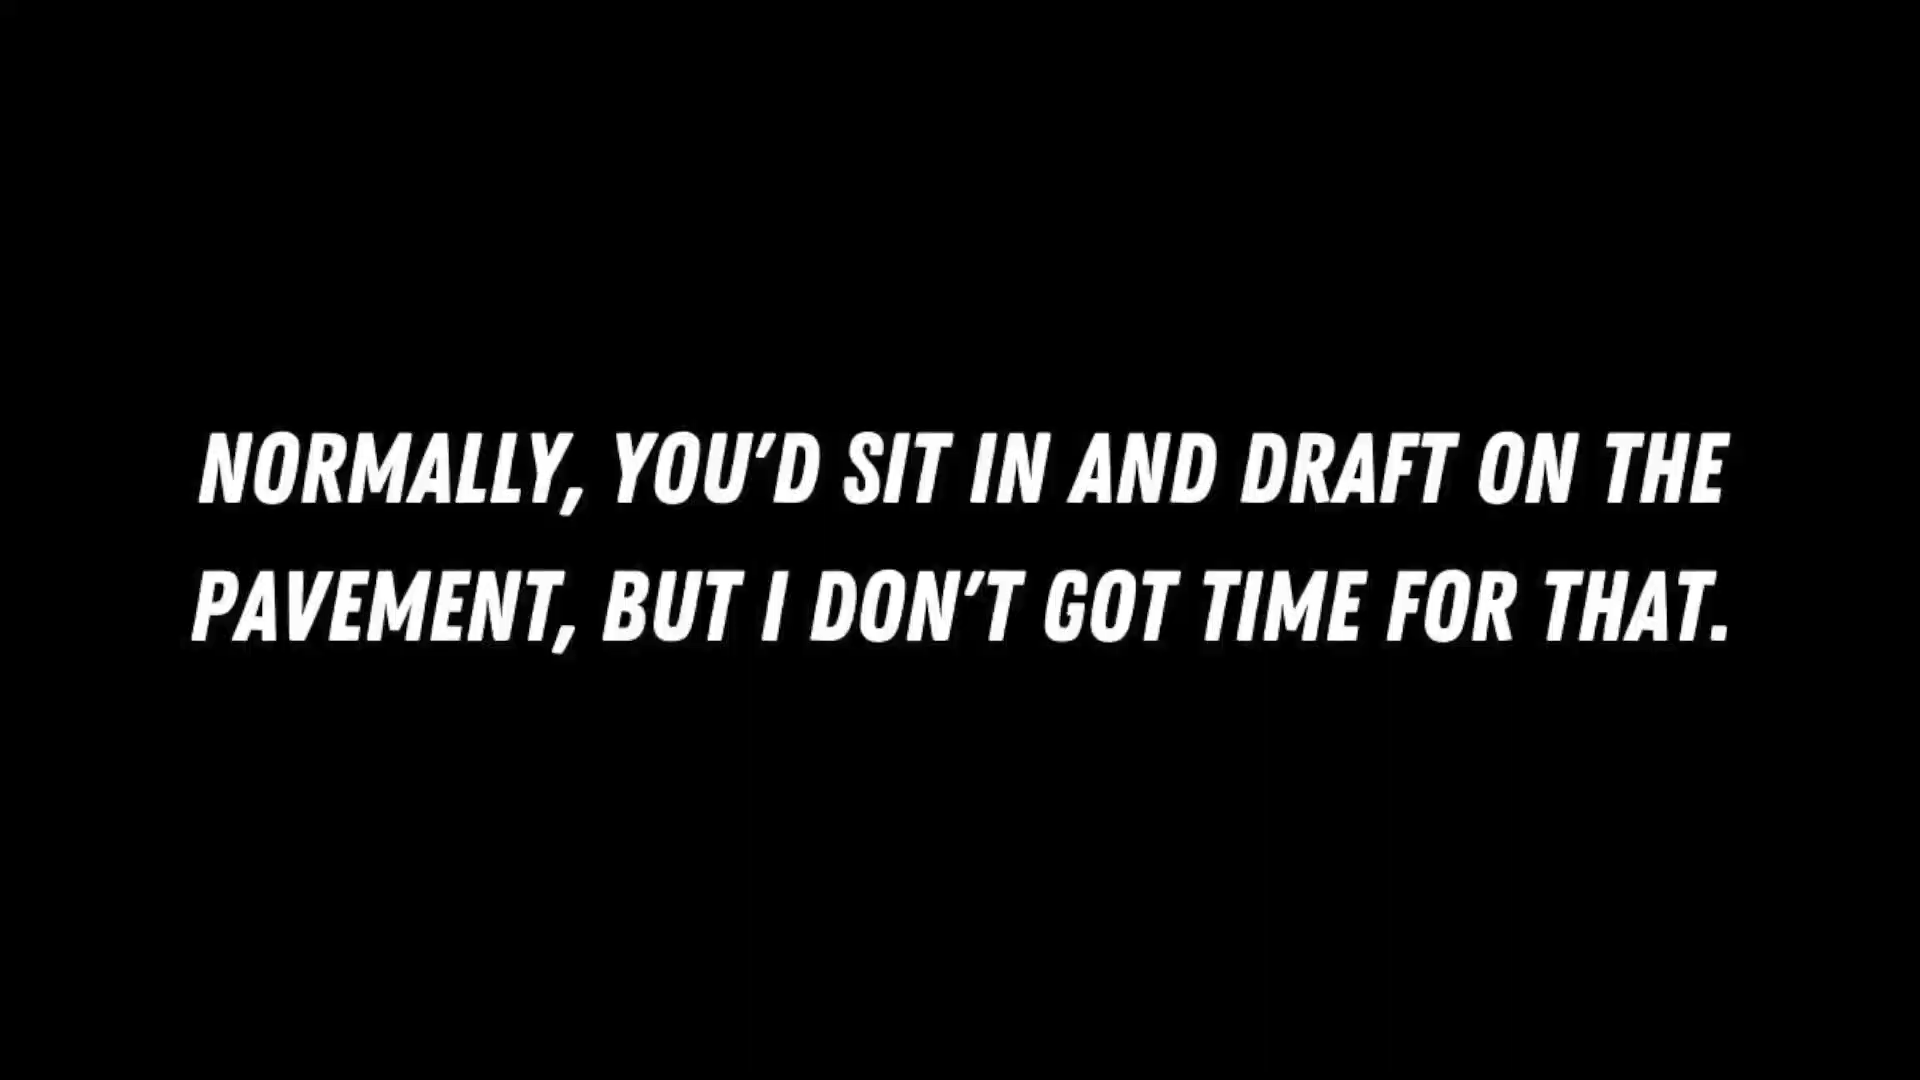 NORMALLY, YOU'D SIT IN AND DRAFT ON THE
PAVEMENT, BUT I DON'T GOT TIME FOR THAT.